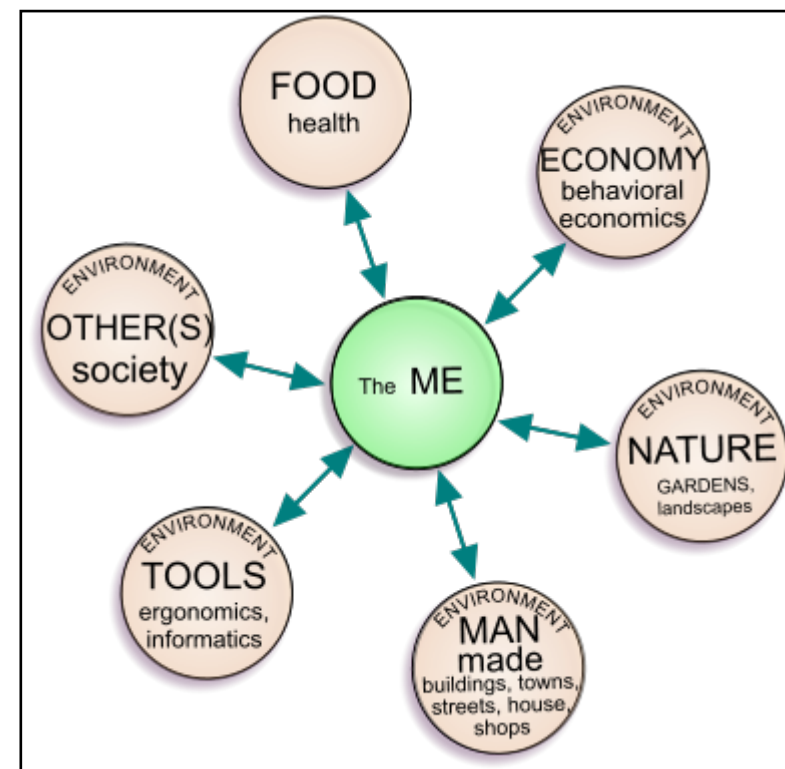 FOOD
health
ENVIRONMENT
ECONOMY
behavioral
economics
ENVIRONMENT
OTHER(S)
society
The ME
ENVIRONMENT
NATURE
GARDENS,
landscapes
ENVIRONMENT
TOOLS
ergonomics,
informatics
ENVIRONMENT
MAN
made
buildings, towns,
streets, house,
shops